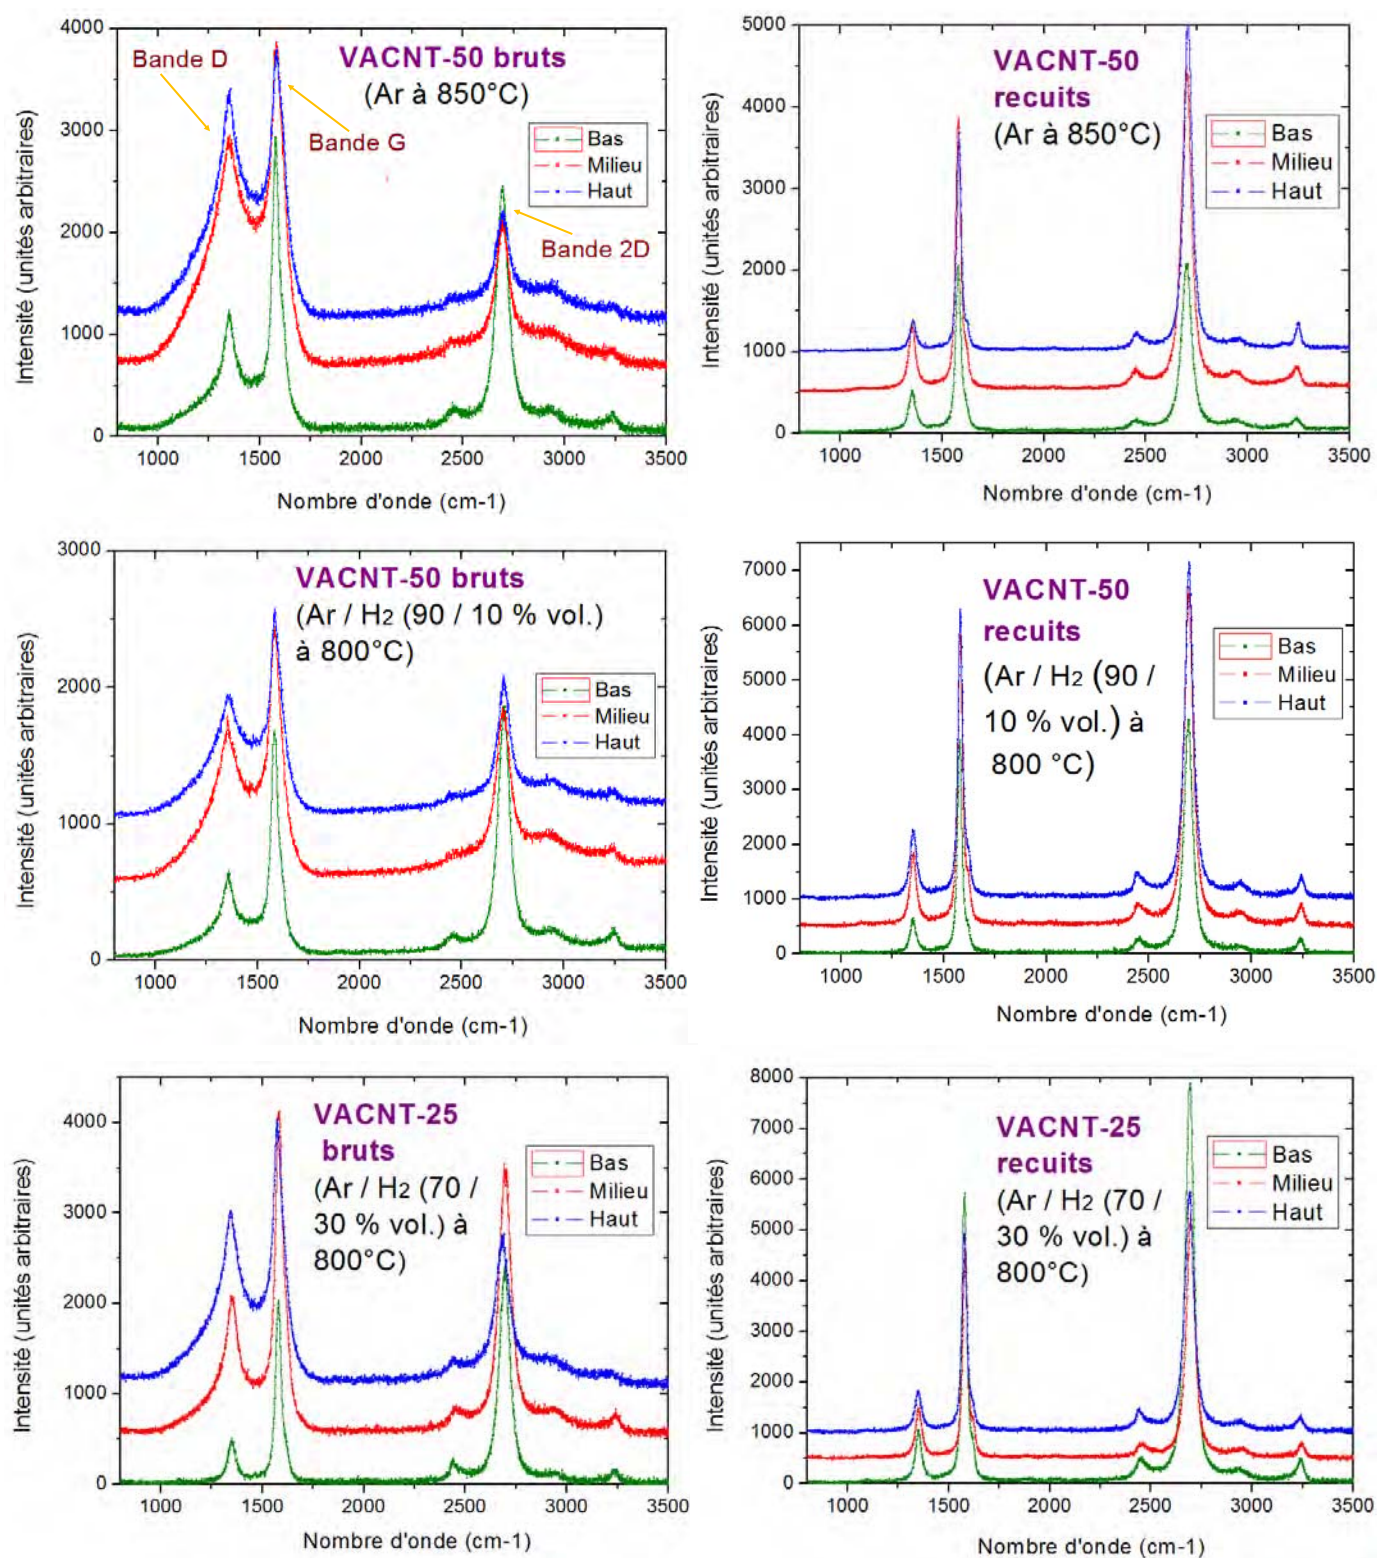 4000
3000
2000
1000
0
Intensité (unités arbitraires)
Bande D
VACNT-50 bruts
(Ar à 850°C)
Bande G
Bas
Milieu
Haut
Bande 2D
1000 1500 2000 2500 3000 3500
Nombre d'onde (cm-1)
5000
4000
3000
2000
1000
0
Intensité (unités arbitraires)
VACNT-50
recuits
(Ar à 850°C)
Bas
Milieu
Haut
1000 1500 2000 2500 3000 3500
Nombre d'onde (cm-1)
3000
2000
1000
0
Intensité (unités arbitraires)
VACNT-50 bruts
(Ar / H2 (90 / 10 % vol.)
à 800°C)
Bas
Milieu
Haut
1000 1500 2000 2500 3000 3500
Nombre d'onde (cm-1)
7000
6000
5000
4000
3000
2000
1000
0
Intensité (unités arbitraires)
VACNT-50
recuits
(Ar / H2 (90 /
10 % vol.) à
800 °C)
Bas
Milieu
Haut
1000 1500 2000 2500 3000 3500
Nombre d'onde (cm-1)
4000
3000
2000
1000
0
Intensité (unités arbitraires)
VACNT-25
bruts
(Ar / H2 (70 /
30 % vol.) à
800°C)
Bas
Milieu
Haut
1000 1500 2000 2500 3000 3500
Nombre d'onde (cm-1)
8000
7000
6000
5000
4000
3000
2000
1000
0
Intensité (unités arbitraires)
VACNT-25
recuits
(Ar / H2 (70 /
30 % vol.) à
800°C)
Bas
Milieu
Haut
1000 1500 2000 2500 3000 3500
Nombre d'onde (cm-1)